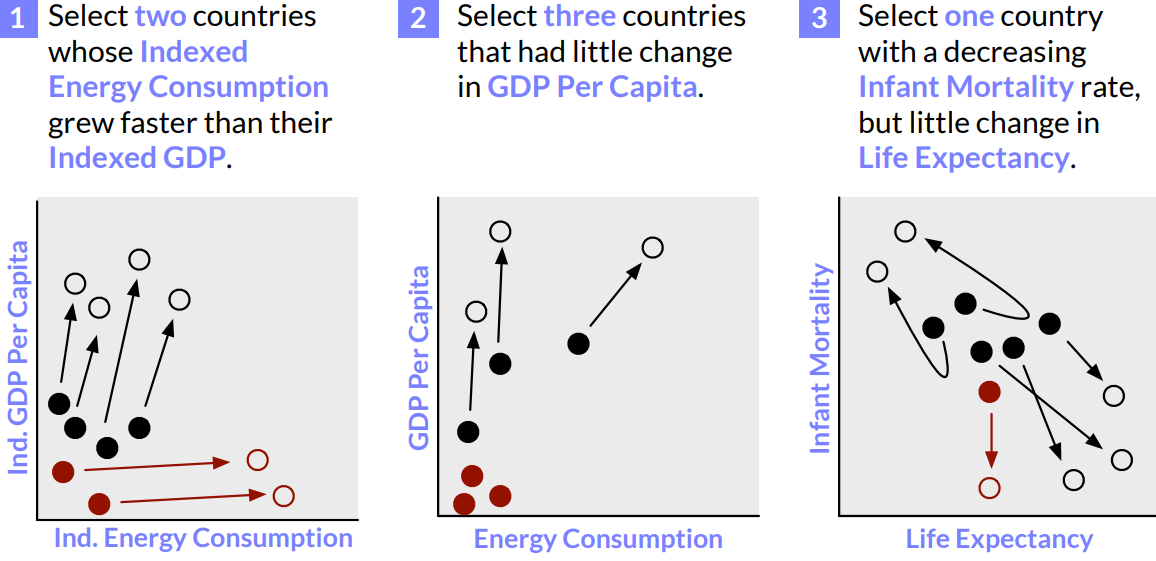 1
Select two countries
whose Indexed
Energy Consumption
grew faster than their
Indexed GDP.
Ind. GDP Per Capita
Ind. Energy Consumption
2
Select three countries
that had little change
in GDP Per Capita.
GDP Per Capita
Energy Consumption
3
Select one country
with a decreasing
Infant Mortality rate,
but little change in
Life Expectancy.
Infant Mortality
Life Expectancy